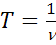 T = 1/ν